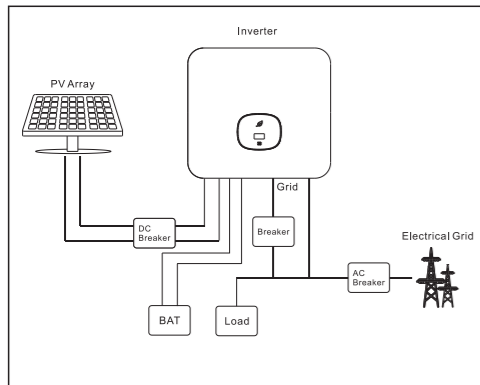 Inverter
PV Array
Grid
DC
Breaker
Breaker
Electrical Grid
AC
Breaker
BAT
Load